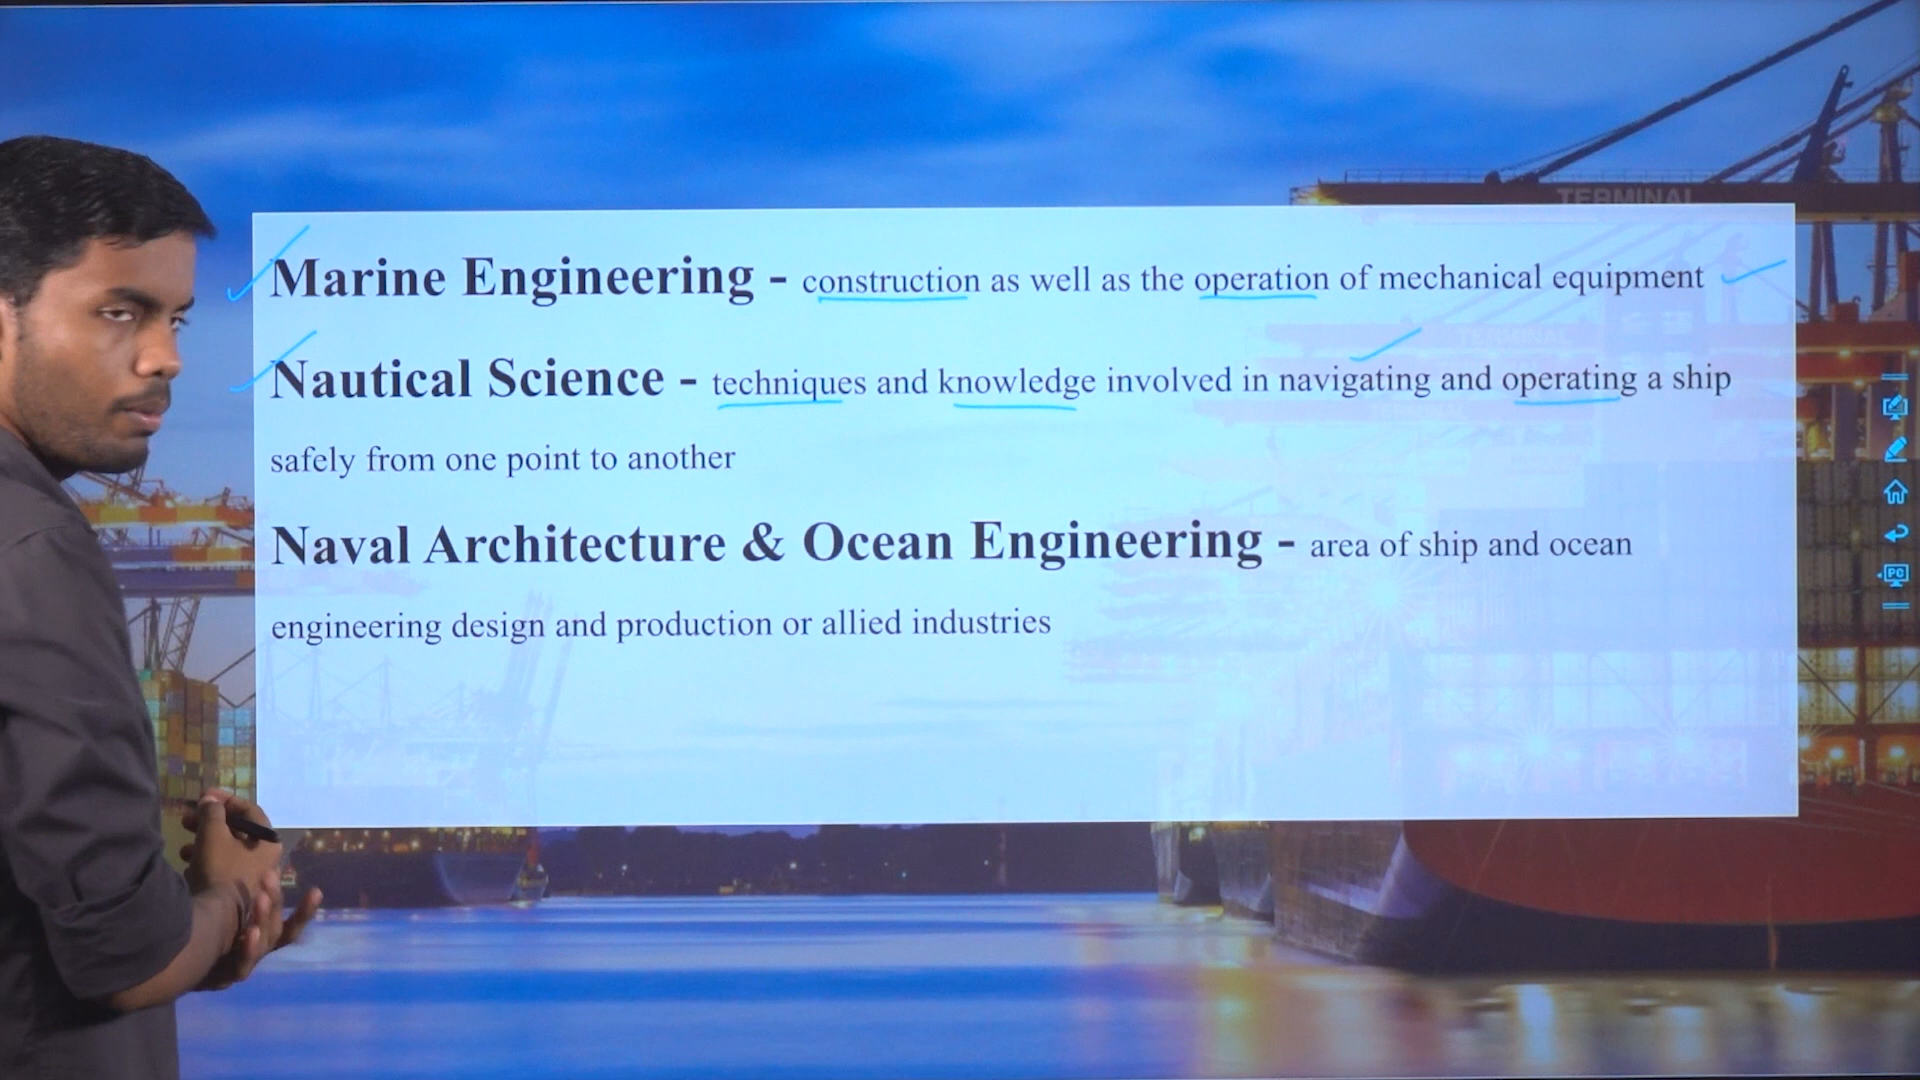 TERMINAL
Marine Engineering - construction as well as the operation of mechanical equipment
Nautical Science - techniques and knowledge involved in navigating and operating a ship
safely from one point to another
Naval Architecture & Ocean Engineering - area of ship and ocean
engineering design and production or allied industries
PC